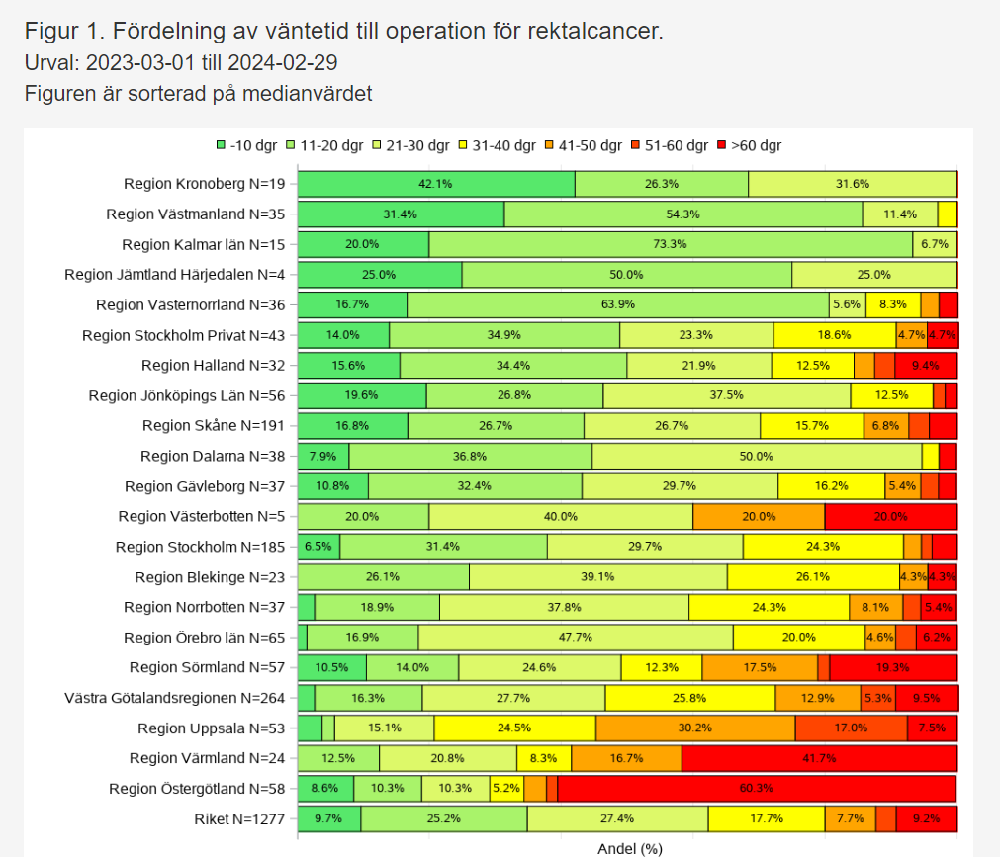 Figur 1. Fördelning av väntetid till operation för rektalcancer.
Urval: 2023-03-01 till 2024-02-29
Figuren är sorterad på medianvärdet
-10 dgr 11-20 dgr 21-30 dgr 31-40 dgr 41-50 dgr 51-60 dgr >60 dgr
Region Kronoberg N=19 42.1% 26.3% 31.6%
Region Västmanland N=35 31.4% 54.3% 11.4%
Region Kalmar län N=15 20.0% 73.3% 6.7%
Region Jämtland Härjedalen N=4 25.0% 50.0% 25.0%
Region Västernorrland N=36 16.7% 63.9% 5.6% 8.3%
Region Stockholm Privat N=43 14.0% 34.9% 23.3% 18.6% 4.7% 4.7%
Region Halland N=32 15.6% 34.4% 21.9% 12.5% 9.4%
Region Jönköpings Län N=56 19.6% 26.8% 37.5% 12.5%
Region Skåne N=191 16.8% 26.7% 26.7% 15.7% 6.8%
Region Dalarna N=38 7.9% 36.8% 50.0%
Region Gävleborg N=37 10.8% 32.4% 29.7% 16.2% 5.4%
Region Västerbotten N=5 20.0% 40.0% 20.0% 20.0%
Region Stockholm N=185 6.5% 31.4% 29.7% 24.3%
Region Blekinge N=23 26.1% 39.1% 26.1% 4.3% 4.3%
Region Norrbotten N=37 18.9% 37.8% 24.3% 8.1% 5.4%
Region Örebro län N=65 16.9% 47.7% 20.0% 4.6% 6.2%
Region Sörmland N=57 10.5% 14.0% 24.6% 12.3% 17.5% 19.3%
Västra Götalandsregionen N=264 16.3% 27.7% 25.8% 12.9% 5.3% 9.5%
Region Uppsala N=53 15.1% 24.5% 30.2% 17.0% 7.5%
Region Värmland N=24 12.5% 20.8% 8.3% 16.7% 41.7%
Region Östergötland N=58 8.6% 10.3% 10.3% 5.2% 60.3%
Riket N=1277 9.7% 25.2% 27.4% 17.7% 7.7% 9.2%
Andel (%)